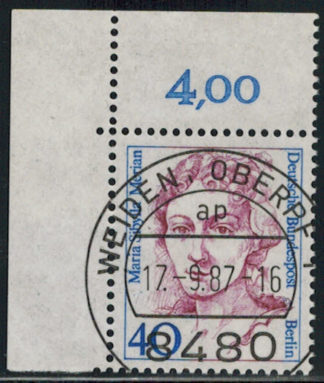 4,00
Maria Sibylla Merian
Deutsche Bundespost Berlin
WEIDEN, OBERPF
ap
17.-9.87-16
40
8480